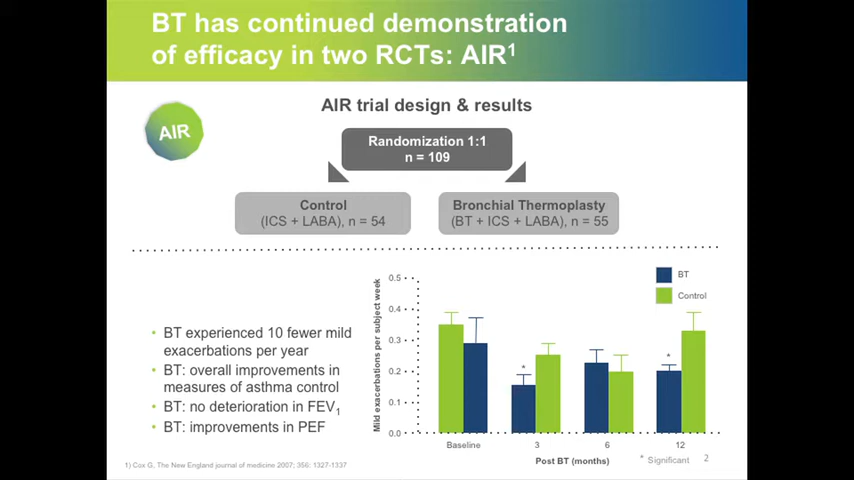 BT has continued demonstration
of efficacy in two RCTs: AIR1
AIR
AIR trial design & results
Randomization 1:1
n = 109
Control
(ICS + LABA), n = 54
Bronchial Thermoplasty
(BT + ICS + LABA), n = 55
• BT experienced 10 fewer mild
exacerbations per year
• BT: overall improvements in
measures of asthma control
• BT: no deterioration in FEV1
• BT: improvements in PEF
Mild exacerbations per subject week
0.5
0.4
0.3
0.2
0.1
0.0
BT
Control
*
*
Baseline
3
6
12
Post BT (months)
* Significant
2
1) Cox G, The New England journal of medicine 2007; 356: 1327-1337